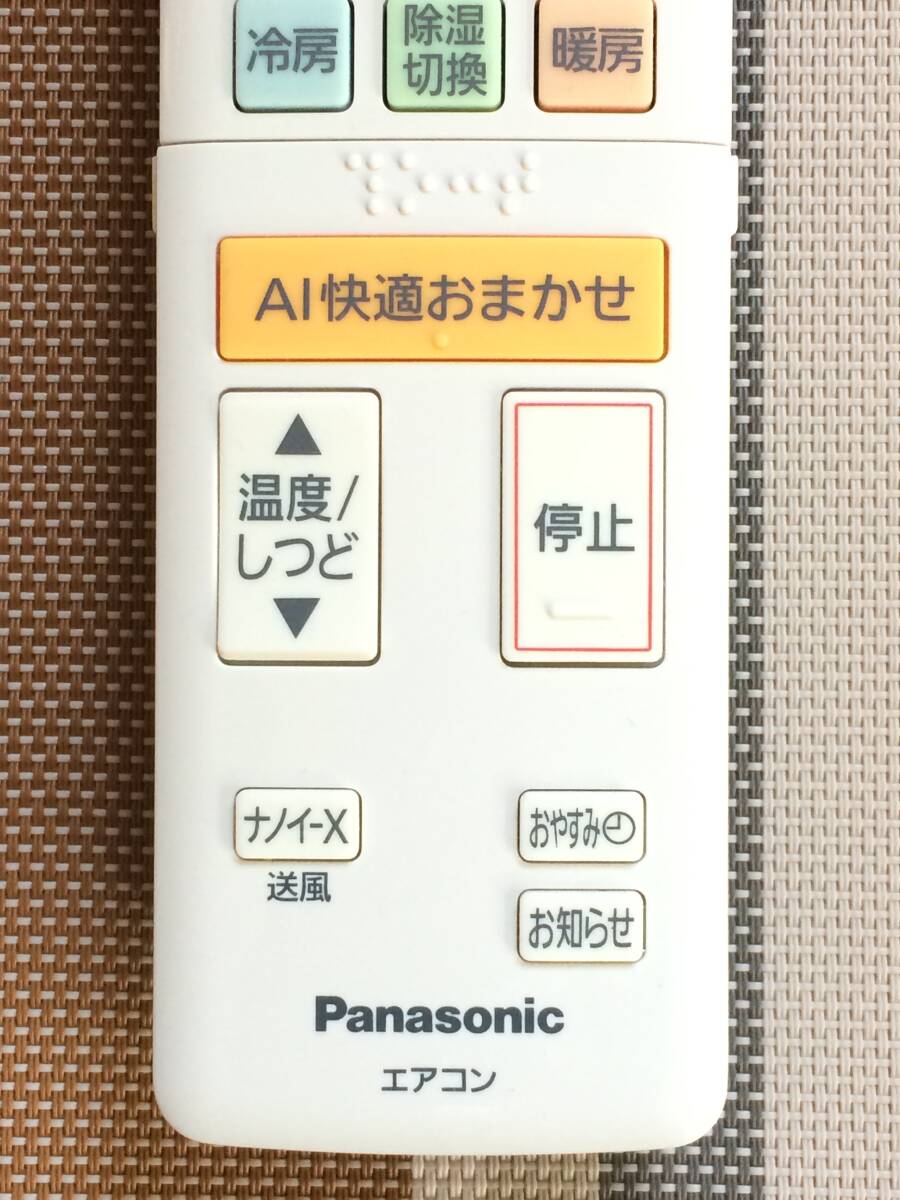 冷房
除湿
切換
暖房
AI快適おまかせ
▲
温度/
しつど
▼
停止
ナノイーX
送風
おやすみ
お知らせ
Panasonic
エアコン